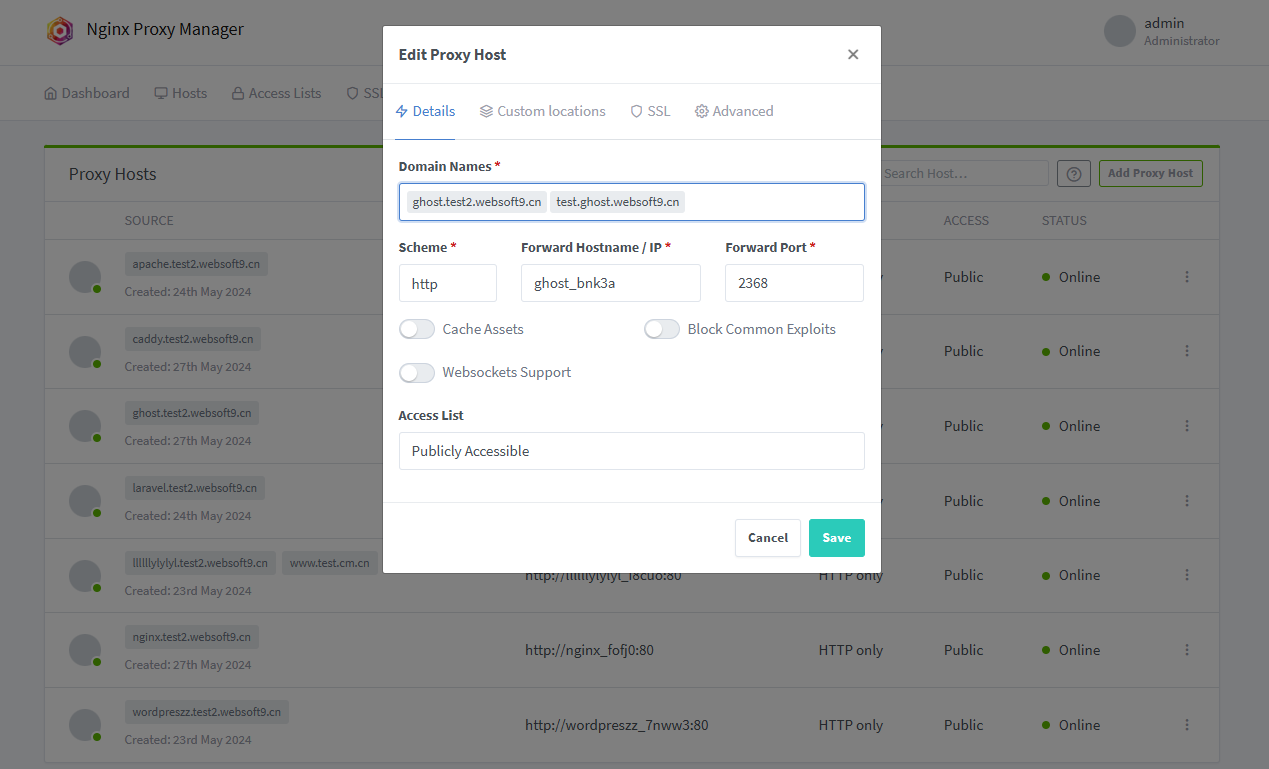 Nginx Proxy Manager
admin
Administrator
Dashboard Hosts Access Lists SSL
Edit Proxy Host
Details Custom locations SSL Advanced
Domain Names *
ghost.test2.websoft9.cn test.ghost.websoft9.cn
Scheme * Forward Hostname / IP * Forward Port *
http ghost_bnk3a 2368
Cache Assets Block Common Exploits
Websockets Support
Access List
Publicly Accessible
Cancel Save
Proxy Hosts Search Host… Add Proxy Host
SOURCE ACCESS STATUS
apache.test2.websoft9.cn
Created: 24th May 2024 Public Online
caddy.test2.websoft9.cn
Created: 27th May 2024 Public Online
ghost.test2.websoft9.cn
Created: 27th May 2024 Public Online
laravel.test2.websoft9.cn
Created: 24th May 2024 Public Online
www.test.cm.cn
Created: 23rd May 2024 HTTP only Public Online
nginx.test2.websoft9.cn
Created: 27th May 2024 http://nginx_fofj0:80 HTTP only Public Online
wordpreszz.test2.websoft9.cn
Created: 23rd May 2024 http://wordpreszz_7nww3:80 HTTP only Public Online